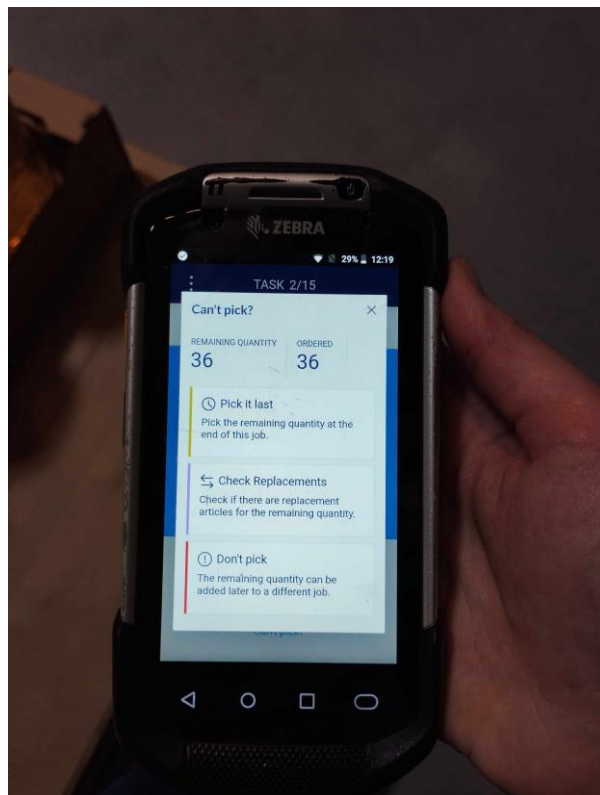 ZEBRA
29% 12:19
TASK 2/15
Can't pick?
REMAINING QUANTITY ORDERED
36 36
Pick it last
Pick the remaining quantity at the
end of this job.
Check Replacements
Check if there are replacement
articles for the remaining quantity.
Don't pick
The remaining quantity can be
added later to a different job.
Can't pick?